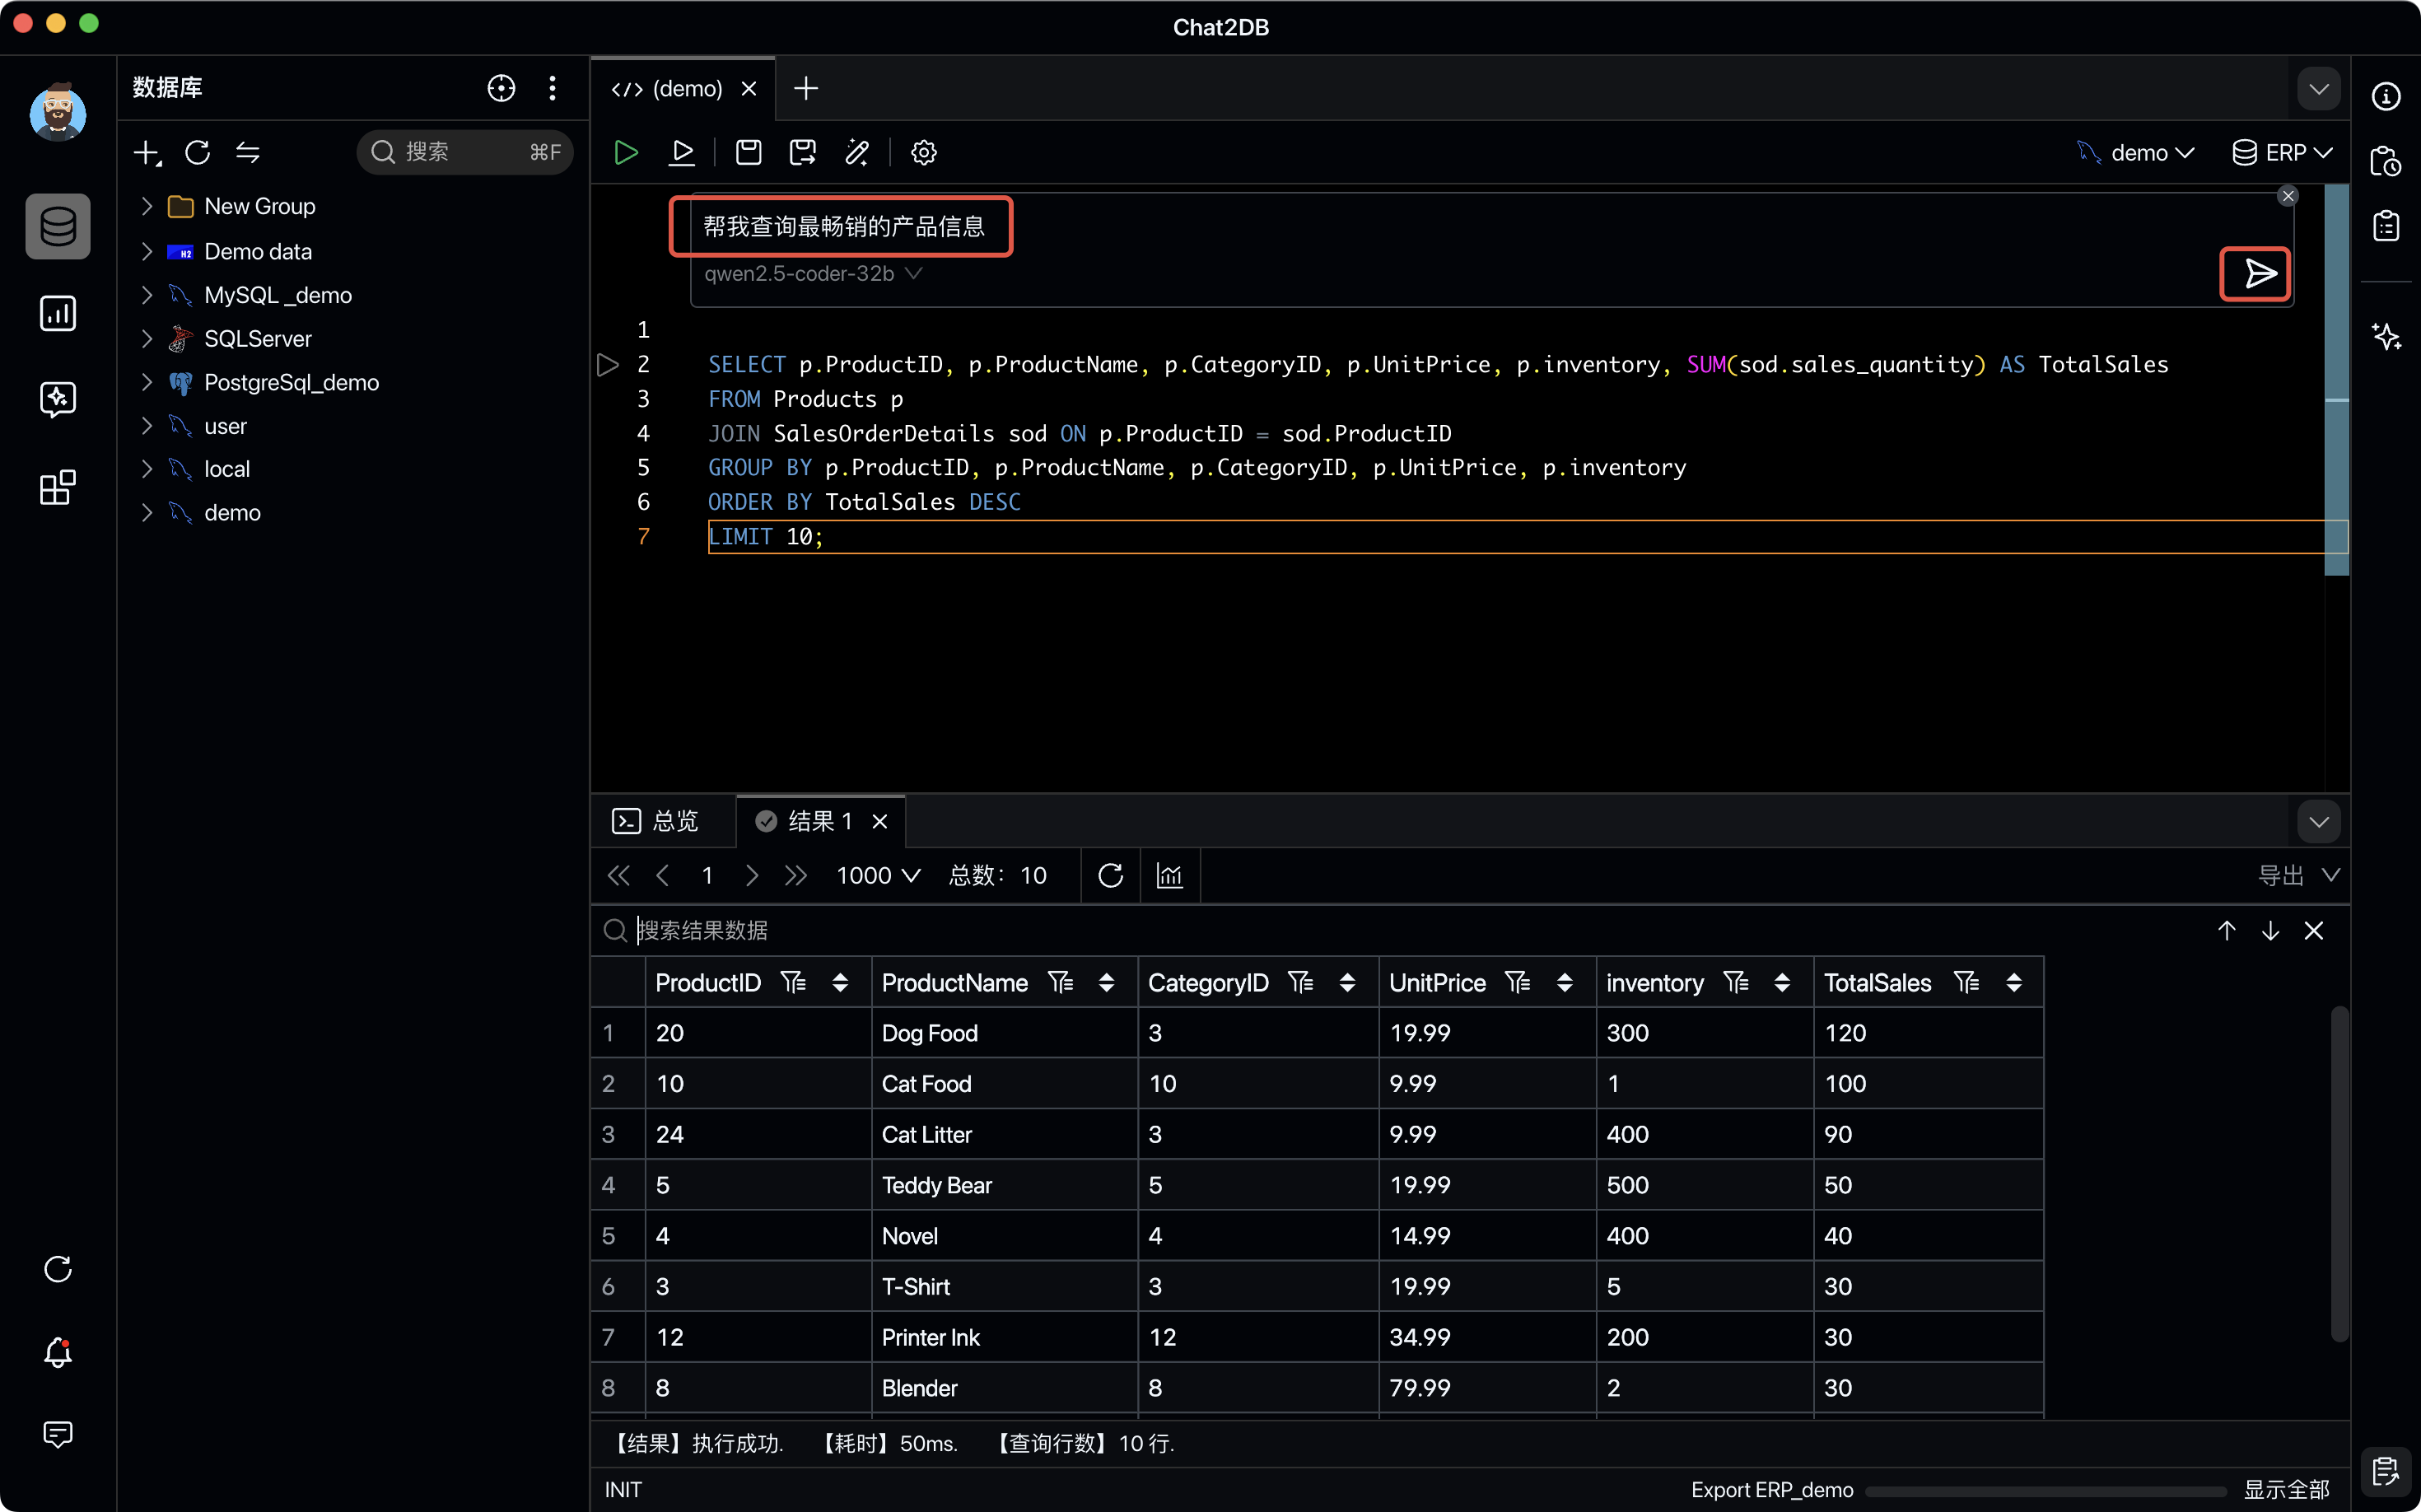 Chat2DB
数据库
搜索 ⌘F
New Group
H2 Demo data
MySQL _demo
SQLServer
PostgreSql_demo
user
local
demo
</> (demo)
demo
ERP
帮我查询最畅销的产品信息
qwen2.5-coder-32b
1
2 SELECT p.ProductID, p.ProductName, p.CategoryID, p.UnitPrice, p.inventory, SUM(sod.sales_quantity) AS TotalSales
3 FROM Products p
4 JOIN SalesOrderDetails sod ON p.ProductID = sod.ProductID
5 GROUP BY p.ProductID, p.ProductName, p.CategoryID, p.UnitPrice, p.inventory
6 ORDER BY TotalSales DESC
7 LIMIT 10;
总览 结果 1
1 1000 总数: 10 导出
搜索结果数据
ProductID ProductName CategoryID UnitPrice inventory TotalSales
1 20 Dog Food 3 19.99 300 120
2 10 Cat Food 10 9.99 1 100
3 24 Cat Litter 3 9.99 400 90
4 5 Teddy Bear 5 19.99 500 50
5 4 Novel 4 14.99 400 40
6 3 T-Shirt 3 19.99 5 30
7 12 Printer Ink 12 34.99 200 30
8 8 Blender 8 79.99 2 30
【结果】执行成功. 【耗时】50ms. 【查询行数】10 行.
INIT Export ERP_demo 显示全部